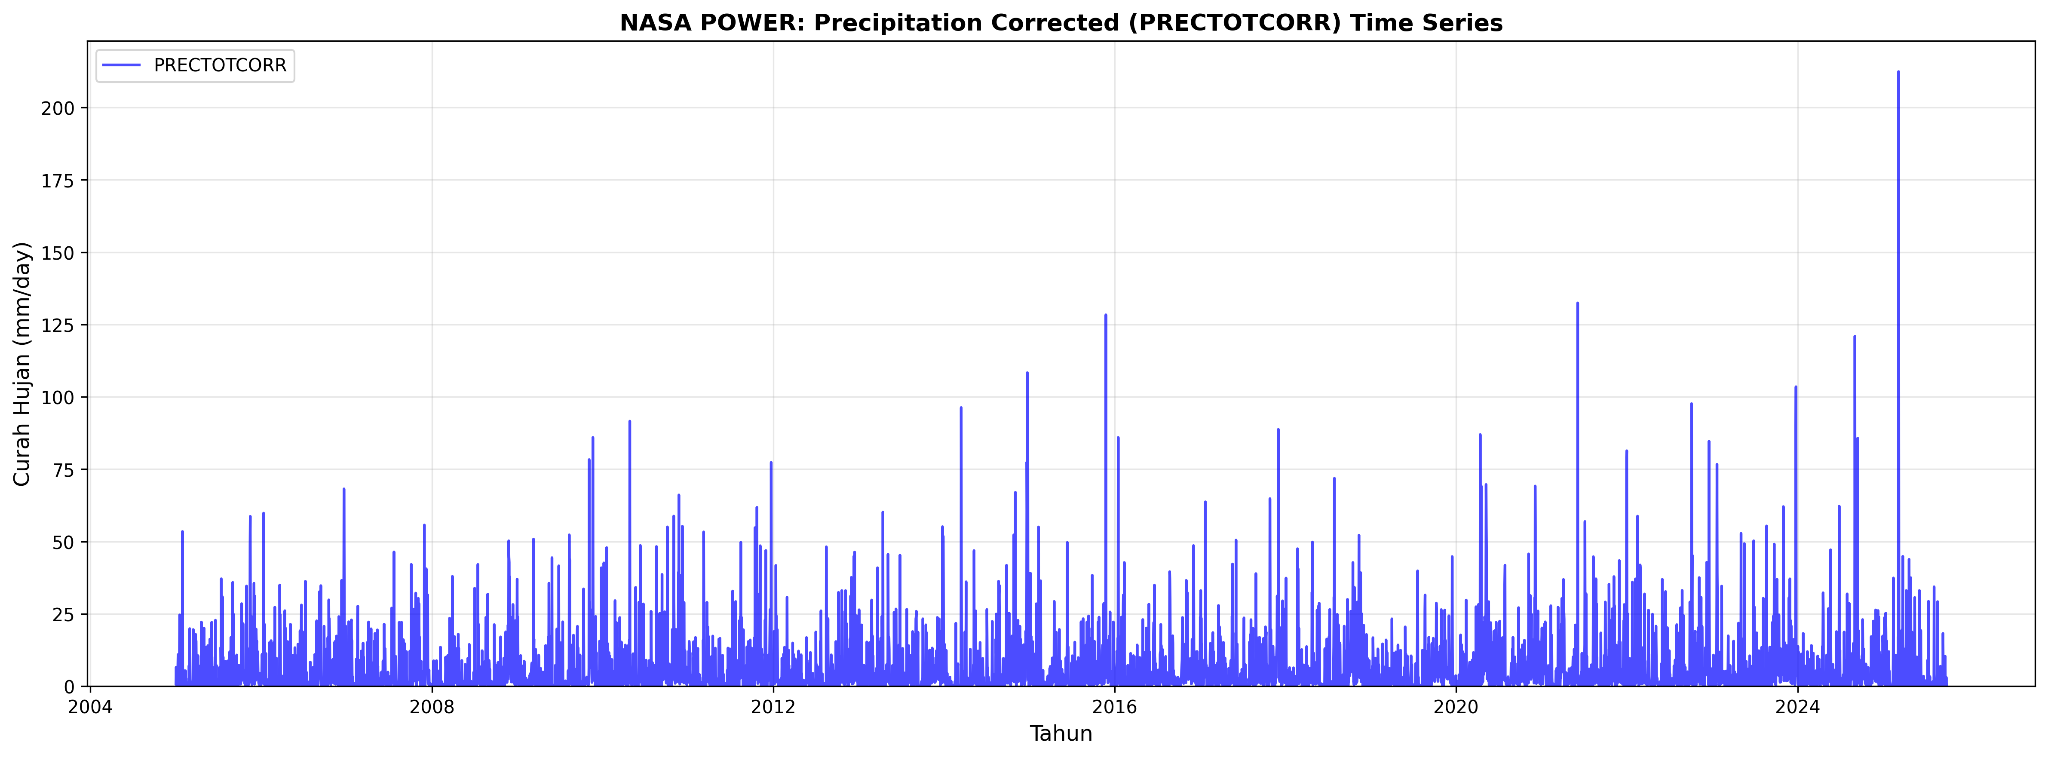 NASA POWER: Precipitation Corrected (PRECTOTCORR) Time Series
PRECTOTCORR
Curah Hujan (mm/day)
200
175
150
125
100
75
50
25
0
2004 2008 2012 2016 2020 2024
Tahun